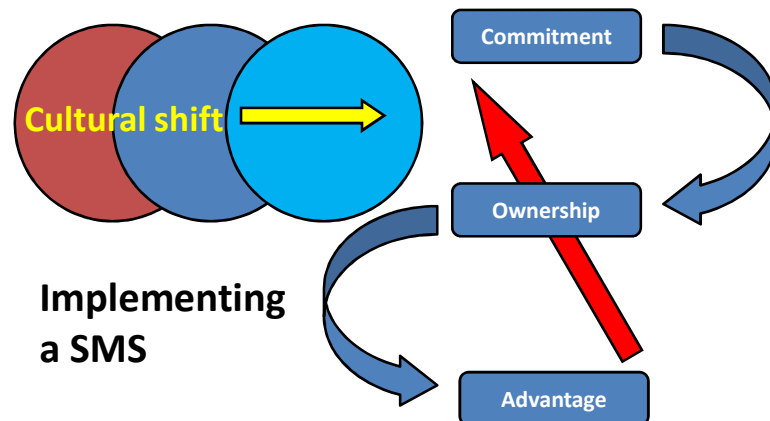 Commitment
Cultural shift
Ownership
Implementing
a SMS
Advantage